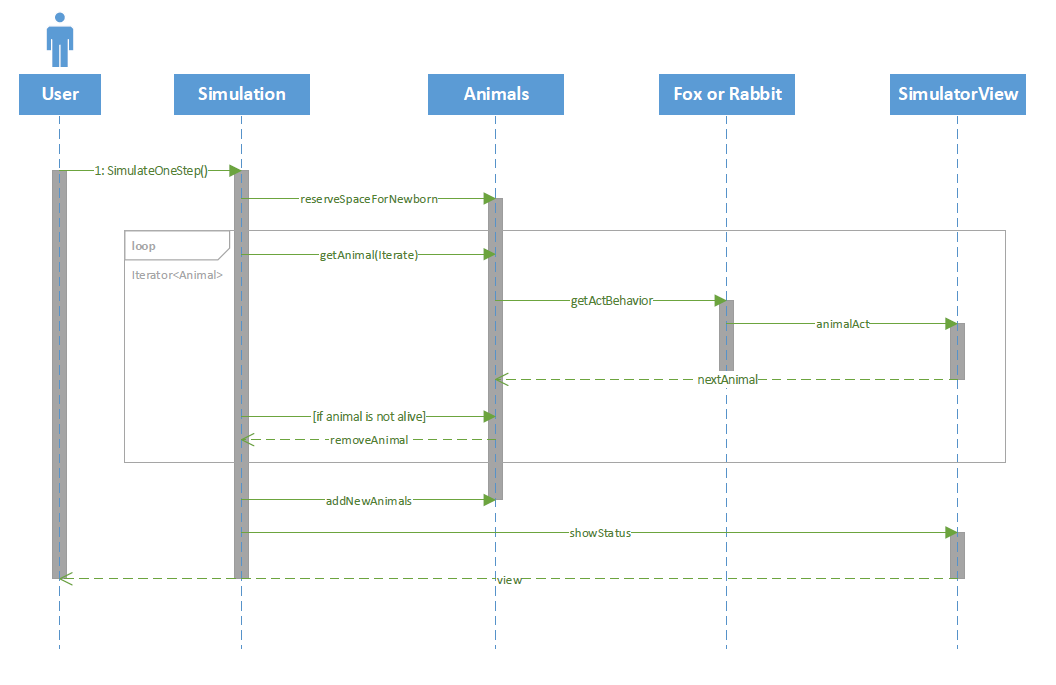 User
Simulation
Animals
Fox or Rabbit
SimulatorView
1: SimulateOneStep()
reserveSpaceForNewborn
loop
getAnimal(Iterate)
Iterator<Animal>
getActBehavior
animalAct
nextAnimal
[if animal is not alive]
removeAnimal
addNewAnimals
showStatus
view